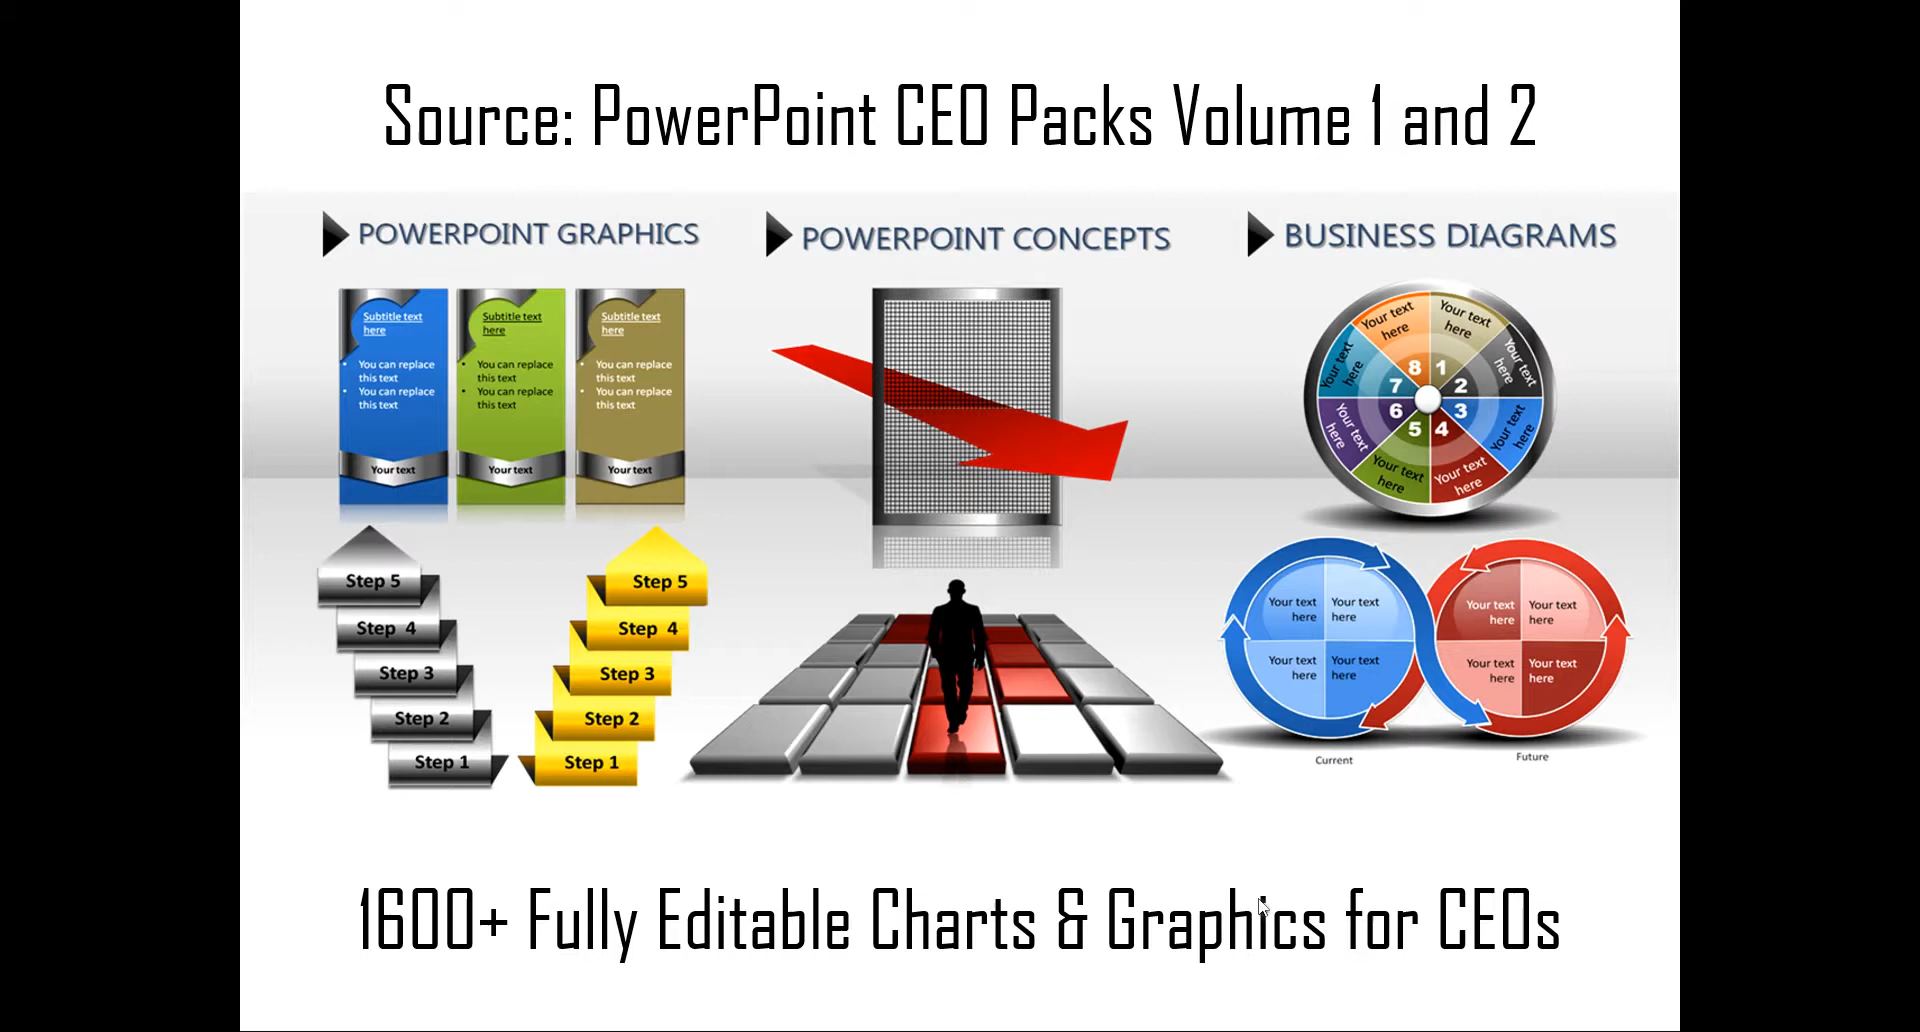 Source: PowerPoint CEO Packs Volume 1 and 2
POWERPOINT GRAPHICS
POWERPOINT CONCEPTS
BUSINESS DIAGRAMS
Subtitle text
here
You can replace
this text
You can replace
this text
Your text
Subtitle text
here
You can replace
this text
You can replace
this text
Your text
Subtitle text
here
You can replace
this text
You can replace
this text
Your text
Step 5
Step 4
Step 3
Step 2
Step 1
Step 5
Step 4
Step 3
Step 2
Step 1
Your text
here
1
Your text
here
2
Your text
here
3
Your text
here
4
Your text
here
5
Your text
here
6
Your text
here
7
Your text
here
8
Your text
here
Your text
here
Your text
here
Your text
here
Current
Your text
here
Your text
here
Your text
here
Your text
here
Future
1600+ Fully Editable Charts & Graphics for CEOs